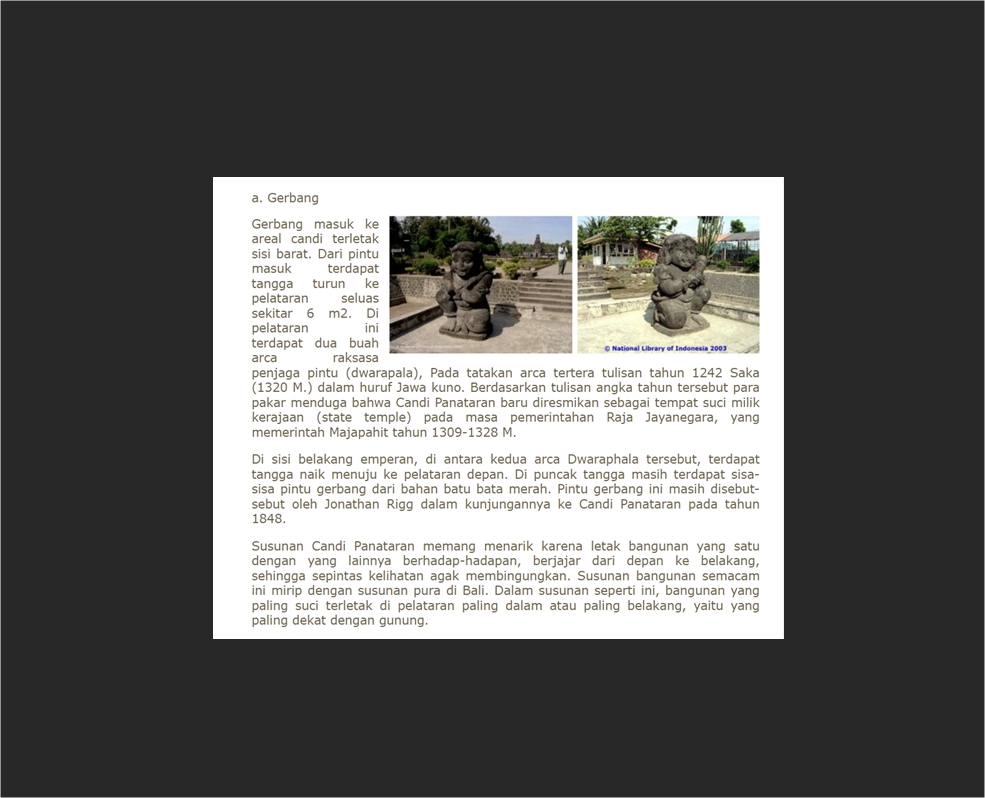 a. Gerbang
Gerbang masuk ke
areal candi terletak
sisi barat. Dari pintu
masuk terdapat
tangga turun ke
pelataran seluas
sekitar 6 m2. Di
pelataran ini
terdapat dua buah
arca raksasa
© National Library of Indonesia 2003
penjaga pintu (dwarapala), Pada tatakan arca tertera tulisan tahun 1242 Saka
(1320 M.) dalam huruf Jawa kuno. Berdasarkan tulisan angka tahun tersebut para
pakar menduga bahwa Candi Panataran baru diresmikan sebagai tempat suci milik
kerajaan (state temple) pada masa pemerintahan Raja Jayanegara, yang
memerintah Majapahit tahun 1309-1328 M.
Di sisi belakang emperan, di antara kedua arca Dwaraphala tersebut, terdapat
tangga naik menuju ke pelataran depan. Di puncak tangga masih terdapat sisa-
sisa pintu gerbang dari bahan batu bata merah. Pintu gerbang ini masih disebut-
sebut oleh Jonathan Rigg dalam kunjungannya ke Candi Panataran pada tahun
1848.
Susunan Candi Panataran memang menarik karena letak bangunan yang satu
dengan yang lainnya berhadap-hadapan, berjajar dari depan ke belakang,
sehingga sepintas kelihatan agak membingungkan. Susunan bangunan semacam
ini mirip dengan susunan pura di Bali. Dalam susunan seperti ini, bangunan yang
paling suci terletak di pelataran paling dalam atau paling belakang, yaitu yang
paling dekat dengan gunung.